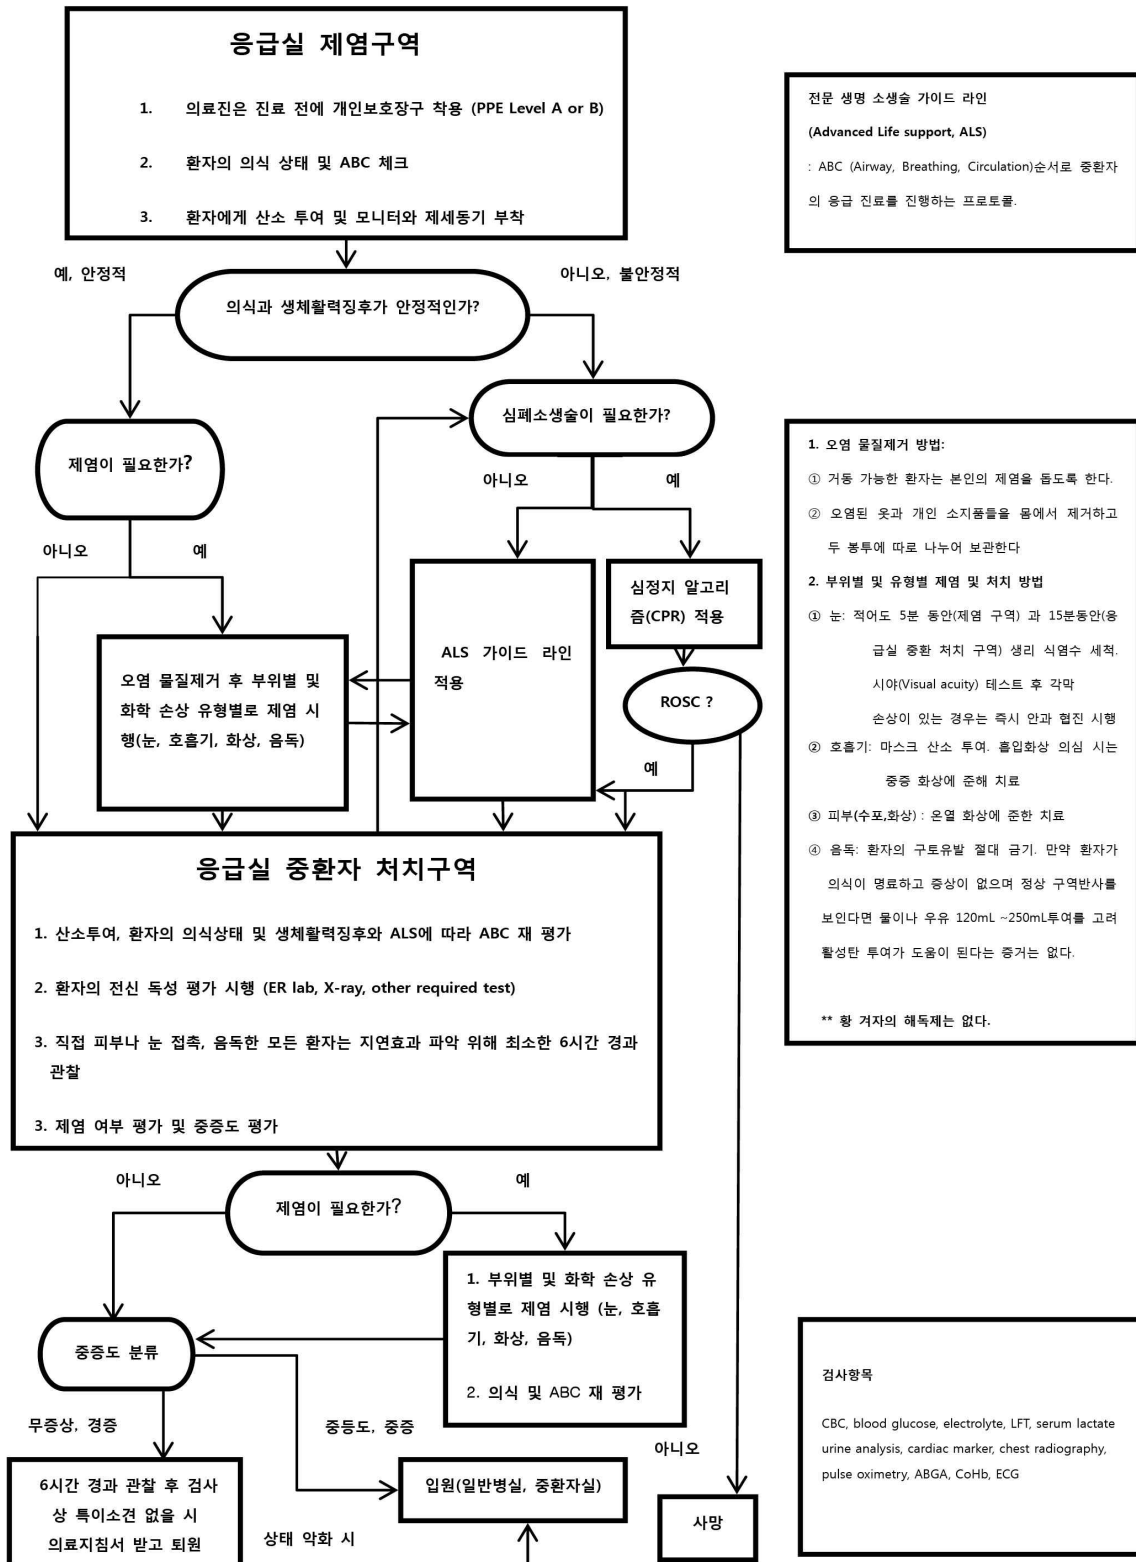 응급실 제염구역
1. 의료진은 진료 전에 개인보호장구 착용 (PPE Level A or B)
2. 환자의 의식 상태 및 ABC 체크
3. 환자에게 산소 투여 및 모니터와 제세동기 부착
전문 생명 소생술 가이드 라인
(Advanced Life support, ALS)
: ABC (Airway, Breathing, Circulation)순서로 중환자
의 응급 진료를 진행하는 프로토콜.
예, 안정적
아니오, 불안정적
의식과 생체활력징후가 안정적인가?
심폐소생술이 필요한가?
제염이 필요한가?
아니오
예
아니오
예
심정지 알고리
즘(CPR) 적용
ALS 가이드 라인
적용
오염 물질제거 후 부위별 및
화학 손상 유형별로 제염 시
행(눈, 호흡기, 화상, 음독)
ROSC ?
예
1. 오염 물질제거 방법:
① 거동 가능한 환자는 본인의 제염을 돕도록 한다.
② 오염된 옷과 개인 소지품들을 몸에서 제거하고
두 봉투에 따로 나누어 보관한다
2. 부위별 및 유형별 제염 및 처치 방법
① 눈: 적어도 5분 동안(제염 구역) 과 15분동안(응
급실 중환 처치 구역) 생리 식염수 세척.
시야(Visual acuity) 테스트 후 각막
손상이 있는 경우는 즉시 안과 협진 시행
② 호흡기: 마스크 산소 투여. 흡입화상 의심 시는
중증 화상에 준해 치료
③ 피부(수포,화상) : 온열 화상에 준한 치료
④ 음독: 환자의 구토유발 절대 금기. 만약 환자가
의식이 명료하고 증상이 없으며 정상 구역반사를
보인다면 물이나 우유 120mL ~250mL투여를 고려
활성탄 투여가 도움이 된다는 증거는 없다.
** 황 겨자의 해독제는 없다.
응급실 중환자 처치구역
1. 산소투여, 환자의 의식상태 및 생체활력징후와 ALS에 따라 ABC 재 평가
2. 환자의 전신 독성 평가 시행 (ER lab, X-ray, other required test)
3. 직접 피부나 눈 접촉, 음독한 모든 환자는 지연효과 파악 위해 최소한 6시간 경과
관찰
3. 제염 여부 평가 및 중증도 평가
아니오
예
제염이 필요한가?
1. 부위별 및 화학 손상 유
형별로 제염 시행 (눈, 호흡
기, 화상, 음독)
2. 의식 및 ABC 재 평가
중증도 분류
무증상, 경증
중등도, 중증
아니오
6시간 경과 관찰 후 검사
상 특이소견 없을 시
의료지침서 받고 퇴원
상태 악화 시
입원(일반병실, 중환자실)
사망
검사항목
CBC, blood glucose, electrolyte, LFT, serum lactate
urine analysis, cardiac marker, chest radiography,
pulse oximetry, ABGA, CoHb, ECG